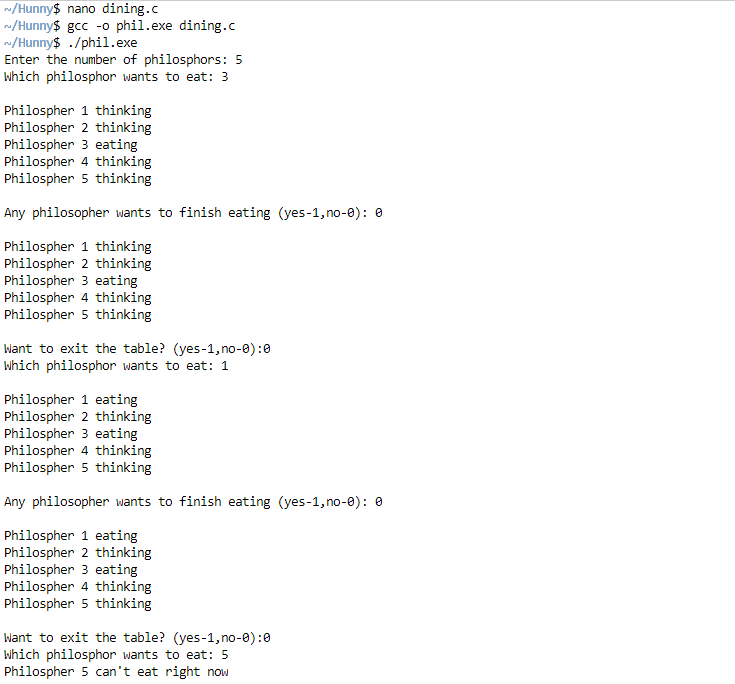 ~/Hunny$ nano dining.c
~/Hunny$ gcc -o phil.exe dining.c
~/Hunny$ ./phil.exe
Enter the number of philosphors: 5
Which philosphor wants to eat: 3
Philospher 1 thinking
Philospher 2 thinking
Philospher 3 eating
Philospher 4 thinking
Philospher 5 thinking
Any philosopher wants to finish eating (yes-1,no-0): 0
Philospher 1 thinking
Philospher 2 thinking
Philospher 3 eating
Philospher 4 thinking
Philospher 5 thinking
Want to exit the table? (yes-1,no-0):0
Which philosphor wants to eat: 1
Philospher 1 eating
Philospher 2 thinking
Philospher 3 eating
Philospher 4 thinking
Philospher 5 thinking
Any philosopher wants to finish eating (yes-1,no-0): 0
Philospher 1 eating
Philospher 2 thinking
Philospher 3 eating
Philospher 4 thinking
Philospher 5 thinking
Want to exit the table? (yes-1,no-0):0
Which philosphor wants to eat: 5
Philospher 5 can't eat right now